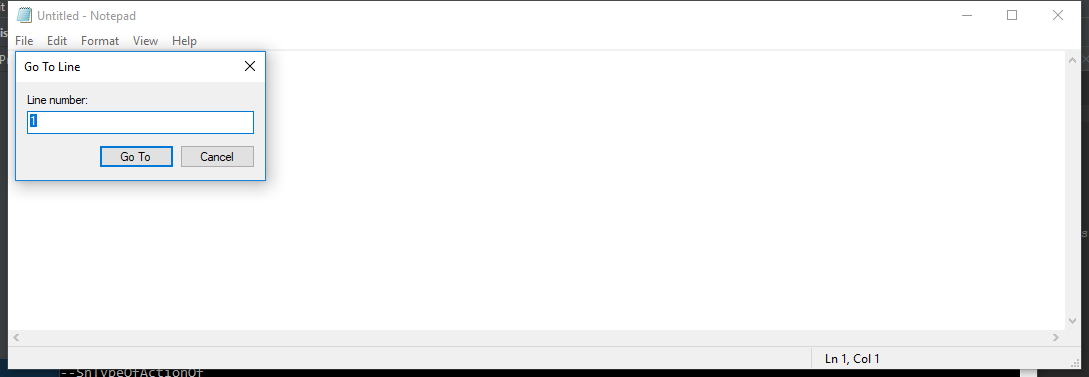 Untitled - Notepad
File Edit Format View Help
Go To Line
Line number:
1
Go To Cancel
Ln 1, Col 1
--ShTypeOfActionOf